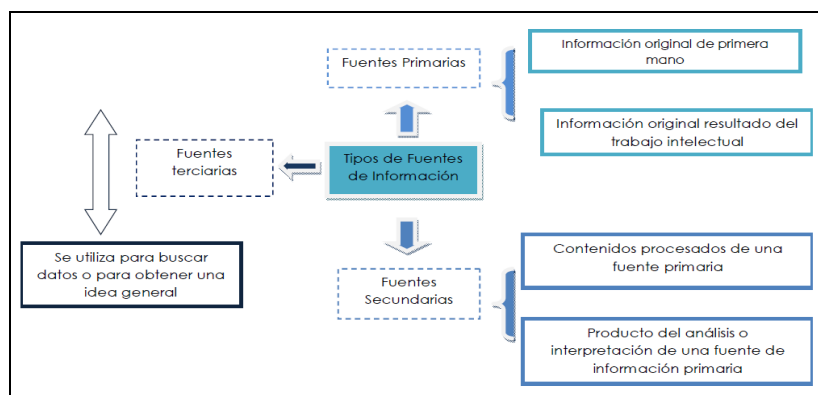 Fuentes Primarias
Información original de primera
mano
Información original resultado del
trabajo intelectual
Fuentes
terciarias
Tipos de Fuentes
de Información
Se utiliza para buscar
datos o para obtener una
idea general
Fuentes
Secundarias
Contenidos procesados de una
fuente primaria
Producto del análisis o
interpretación de una fuente de
información primaria